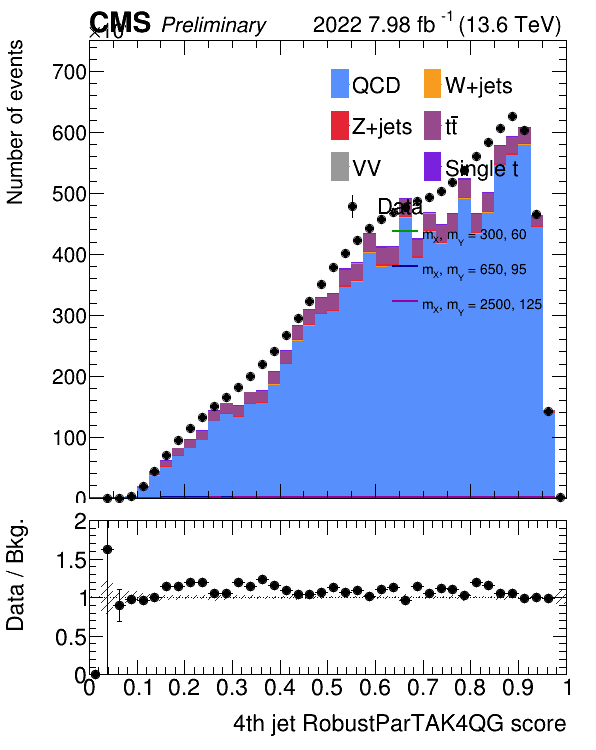 CMS Preliminary 2022 7.98 fb⁻¹ (13.6 TeV)
Number of events
700
600
500
400
300
200
100
0
QCD W+jets
Z+jets tt̄
VV Single t
Data
m_X, m_Y = 300, 60
m_X, m_Y = 650, 95
m_X, m_Y = 2500, 125
Data / Bkg.
2
1.5
1
0.5
0
0 0.1 0.2 0.3 0.4 0.5 0.6 0.7 0.8 0.9 1
4th jet RobustParTAK4QG score